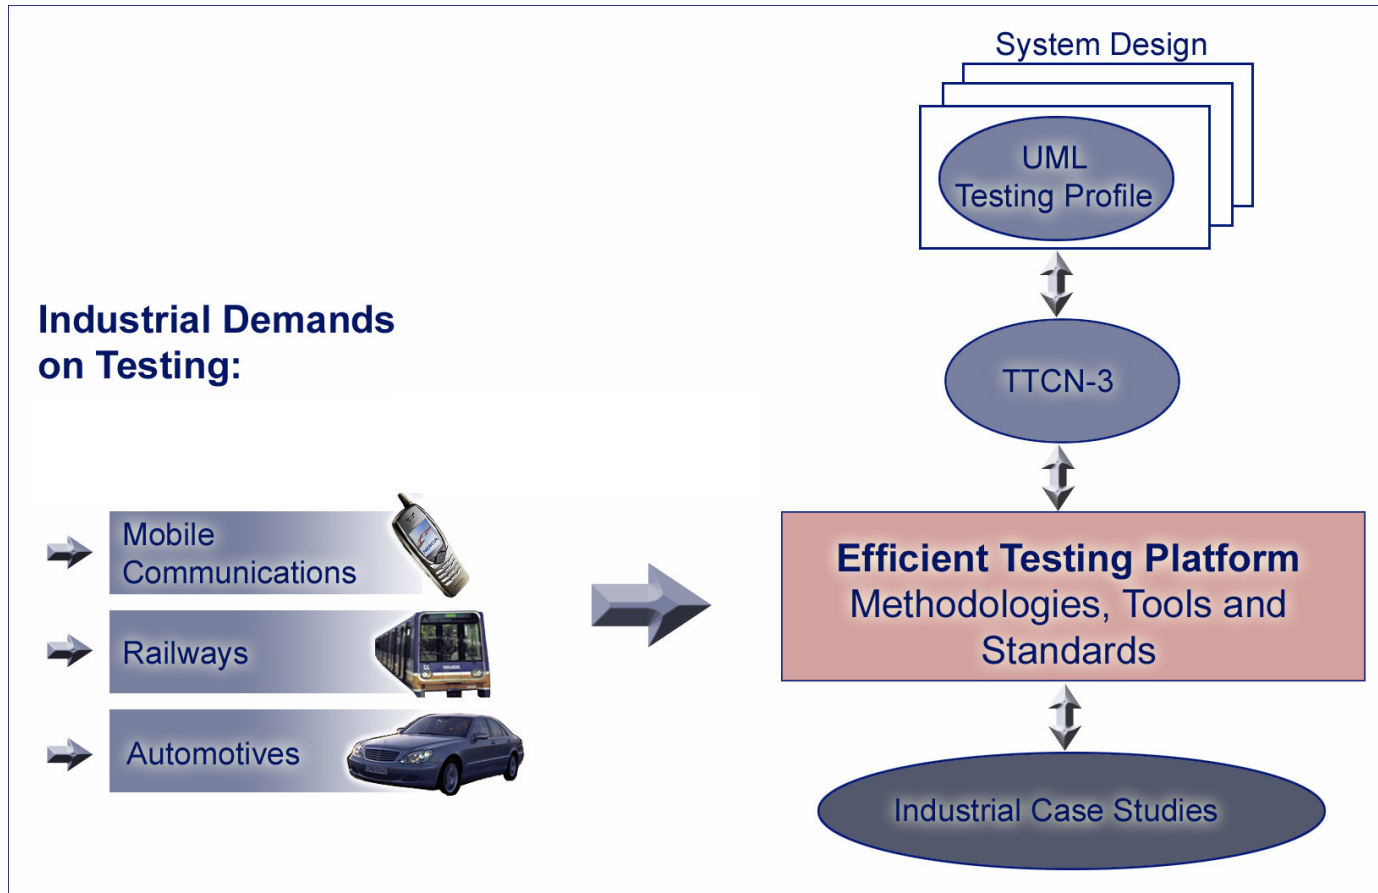 System Design
UML
Testing Profile
Industrial Demands
on Testing:
TTCN-3
Mobile
Communications
NOKIA
Railways
Automotives
Efficient Testing Platform
Methodologies, Tools and
Standards
Industrial Case Studies